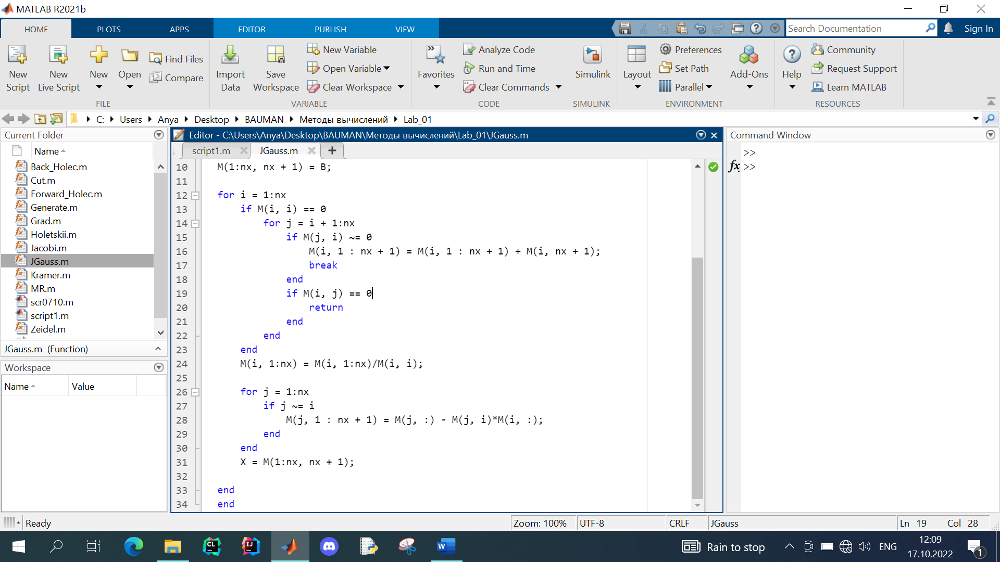 MATLAB R2021b
HOME PLOTS APPS EDITOR PUBLISH VIEW
Search Documentation
Sign In
New Script
New Live Script
New
Open
Find Files
Compare
FILE
Import Data
Save Workspace
New Variable
Open Variable
Clear Workspace
VARIABLE
Favorites
Analyze Code
Run and Time
Clear Commands
CODE
Simulink
SIMULINK
Layout
Preferences
Set Path
Parallel
Add-Ons
ENVIRONMENT
Help
Community
Request Support
Learn MATLAB
RESOURCES
C: Users Anya Desktop BAUMAN Методы вычислений Lab_01
Current Folder
Name
Back_Holec.m
Cut.m
Forward_Holec.m
Generate.m
Grad.m
Holetskii.m
Jacobi.m
JGauss.m
Kramer.m
MR.m
scr0710.m
script1.m
Zeidel.m
JGauss.m (Function)
Workspace
Name Value
Editor - C:\Users\Anya\Desktop\BAUMAN\Методы вычислений\Lab_01\JGauss.m
script1.m JGauss.m
10 M(1:nx, nx + 1) = B;
11
12 for i = 1:nx
13 if M(i, i) == 0
14 for j = i + 1:nx
15 if M(j, i) ~= 0
16 M(i, 1 : nx + 1) = M(i, 1 : nx + 1) + M(i, nx + 1);
17 break
18 end
19 if M(i, j) == 0
20 return
21 end
22 end
23 end
24 M(i, 1:nx) = M(i, 1:nx)/M(i, i);
25
26 for j = 1:nx
27 if j ~= i
28 M(j, 1 : nx + 1) = M(j, :) - M(j, i)*M(i, :);
29 end
30 end
31 X = M(1:nx, nx + 1);
32
33 end
34 end
Command Window
>>
fx >>
Ready
Zoom: 100% UTF-8 CRLF JGauss Ln 19 Col 28
CL
IJ
W
Rain to stop
ENG
12:09
17.10.2022
1